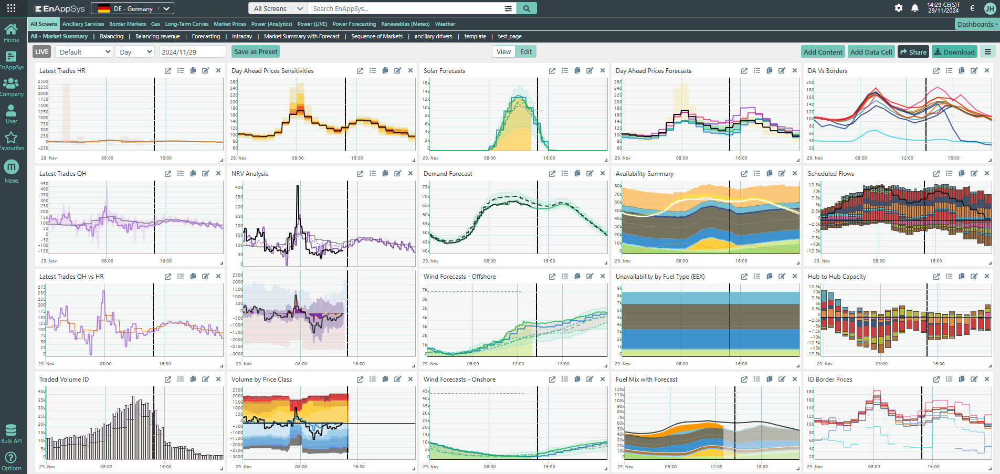 EnAppSys
DE - Germany
All Screens
Search EnAppSys...
14:29 CE(S)T
29/11/2024
€
JH
All Screens Ancillary Services Border Markets Gas Long-Term Curves Market Prices Power (Analytics) Power (LIVE) Power Forecasting Renewables (Meteo) Weather
Dashboards
All - Market Summary | Balancing | Balancing revenue | Forecasting | Intraday | Market Summary with Forecast | Sequence of Markets | ancillary drivers | template | test_page
Home
EnAppSys
Company
User
Favourites
m
News
Bulk API
Options
LIVE Default Day 2024/11/29 Save as Preset View Edit Add Content Add Data Cell Share Download
Latest Trades HR
2500
2250
2000
1750
1500
1250
1000
750
500
250
0
-250
29. Nov 08:00 16:00
Day Ahead Prices Sensitivities
260
240
220
200
180
160
140
120
100
80
60
29. Nov 08:00 16:00
Solar Forecasts
16k
14k
12k
10k
8k
6k
4k
2k
0
29. Nov 08:00 16:00
Day Ahead Prices Forecasts
260
240
220
200
180
160
140
120
100
80
60
29. Nov 08:00 16:00
DA Vs Borders
200
180
160
140
120
100
80
60
40
20
29. Nov 06:00 12:00 18:00
Latest Trades QH
450
400
350
300
250
200
150
100
50
0
-50
-100
-150
29. Nov 08:00 16:00
NRV Analysis
400
350
300
250
200
150
100
50
0
2500
2000
1500
1000
500
0
-500
-1000
-1500
-2000
-2500
-3000
29. Nov 08:00 16:00
Demand Forecast
75k
70k
65k
60k
55k
50k
45k
40k
29. Nov 08:00 16:00
Availability Summary
80k
70k
60k
50k
40k
30k
20k
10k
0
29. Nov 08:00 16:00
Scheduled Flows
12.5k
10k
7.5k
5k
2.5k
0
-2.5k
-5k
-7.5k
-10k
-12.5k
29. Nov 08:00 16:00
Latest Trades QH vs HR
275
250
225
200
175
150
125
100
75
50
25
0
29. Nov 08:00 16:00
Wind Forecasts - Offshore
7k
6k
5k
4k
3k
2k
1k
0
29. Nov 06:00 12:00 18:00
Unavailability by Fuel Type (EEX)
9k
8k
7k
6k
5k
4k
3k
2k
1k
0
29. Nov 08:00 16:00
Hub to Hub Capacity
12.5k
10k
7.5k
5k
2.5k
0
-2.5k
-5k
-7.5k
-10k
-12.5k
-15k
29. Nov 08:00 16:00
Traded Volume ID
40k
35k
30k
25k
20k
15k
10k
5k
0
29. Nov 08:00 16:00
Volume by Price Class
2500
2000
1500
1000
500
0
-500
-1000
-1500
-2000
-2500
-3000
29. Nov 08:00 16:00
Wind Forecasts - Onshore
45k
40k
35k
30k
25k
20k
15k
10k
5k
0
29. Nov 08:00 16:00
Fuel Mix with Forecast
120k
110k
100k
90k
80k
70k
60k
50k
40k
30k
20k
10k
0
29. Nov 06:00 12:00 18:00
ID Border Prices
180
160
140
120
100
80
60
40
20
29. Nov 08:00 16:00